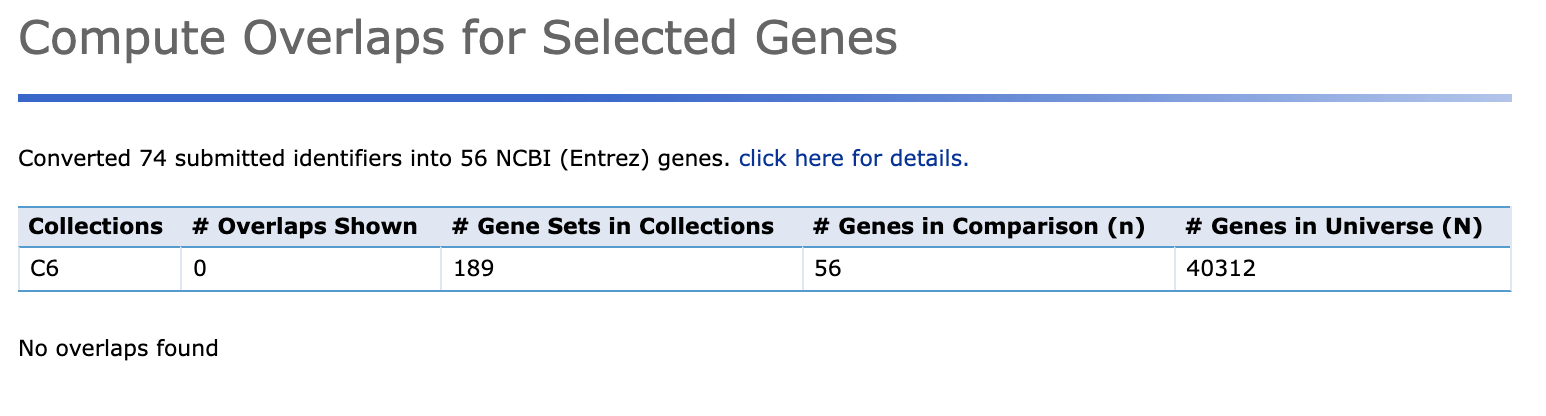 Compute Overlaps for Selected Genes
Converted 74 submitted identifiers into 56 NCBI (Entrez) genes. click here for details.
Collections # Overlaps Shown # Gene Sets in Collections # Genes in Comparison (n) # Genes in Universe (N)
C6 0 189 56 40312
No overlaps found